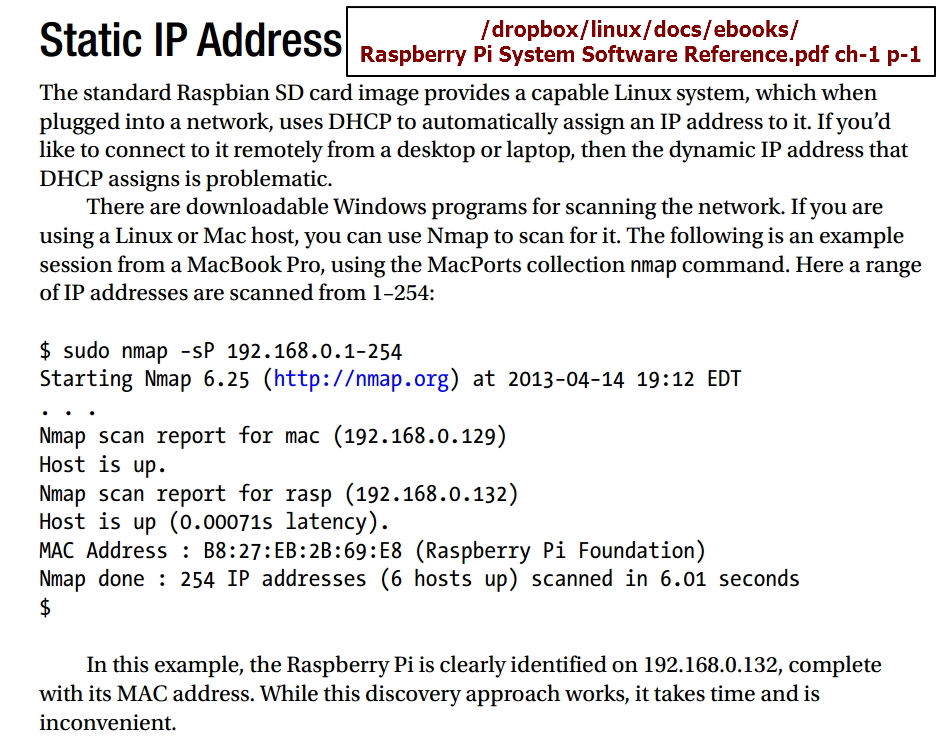 Static IP Address
/dropbox/linux/docs/ebooks/
Raspberry Pi System Software Reference.pdf ch-1 p-1
The standard Raspbian SD card image provides a capable Linux system, which when
plugged into a network, uses DHCP to automatically assign an IP address to it. If you’d
like to connect to it remotely from a desktop or laptop, then the dynamic IP address that
DHCP assigns is problematic.
There are downloadable Windows programs for scanning the network. If you are
using a Linux or Mac host, you can use Nmap to scan for it. The following is an example
session from a MacBook Pro, using the MacPorts collection nmap command. Here a range
of IP addresses are scanned from 1–254:
$ sudo nmap -sP 192.168.0.1-254
Starting Nmap 6.25 (http://nmap.org) at 2013-04-14 19:12 EDT
. . .
Nmap scan report for mac (192.168.0.129)
Host is up.
Nmap scan report for rasp (192.168.0.132)
Host is up (0.00071s latency).
MAC Address : B8:27:EB:2B:69:E8 (Raspberry Pi Foundation)
Nmap done : 254 IP addresses (6 hosts up) scanned in 6.01 seconds
$
In this example, the Raspberry Pi is clearly identified on 192.168.0.132, complete
with its MAC address. While this discovery approach works, it takes time and is
inconvenient.